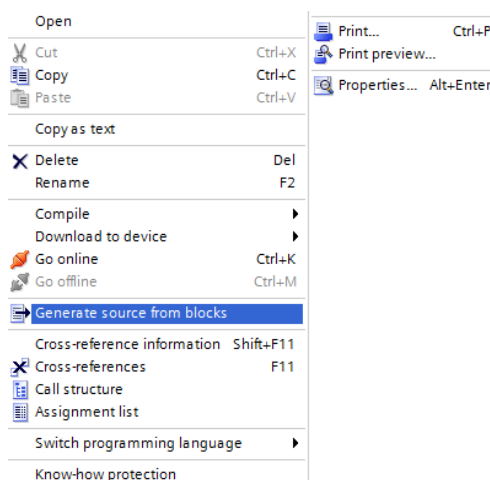 Open
Cut Ctrl+X
Copy Ctrl+C
Paste Ctrl+V
Copy as text
Delete Del
Rename F2
Compile
Download to device
Go online Ctrl+K
Go offline Ctrl+M
Generate source from blocks
Cross-reference information Shift+F11
Cross-references F11
Call structure
Assignment list
Switch programming language
Know-how protection
Print... Ctrl+P
Print preview...
Properties... Alt+Enter